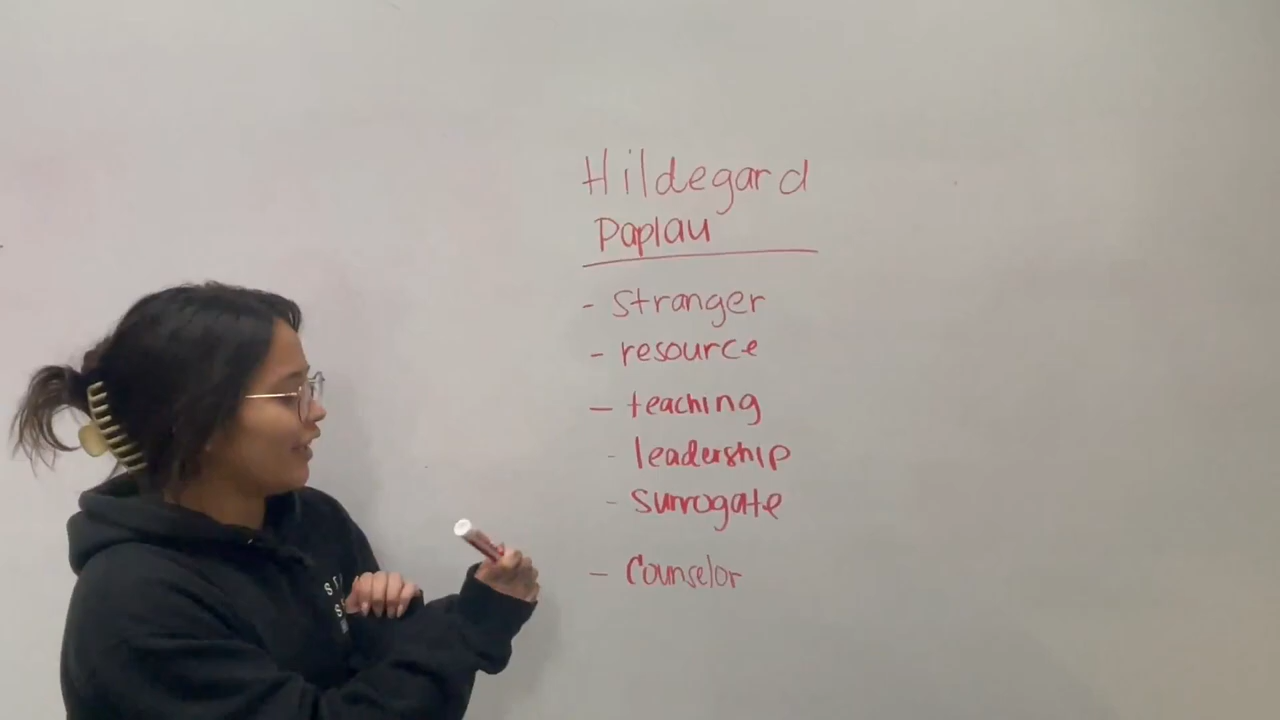 Hildegard
Paplau
- Stranger
- resource
- teaching
- leadership
- Surrogate
- Counselor